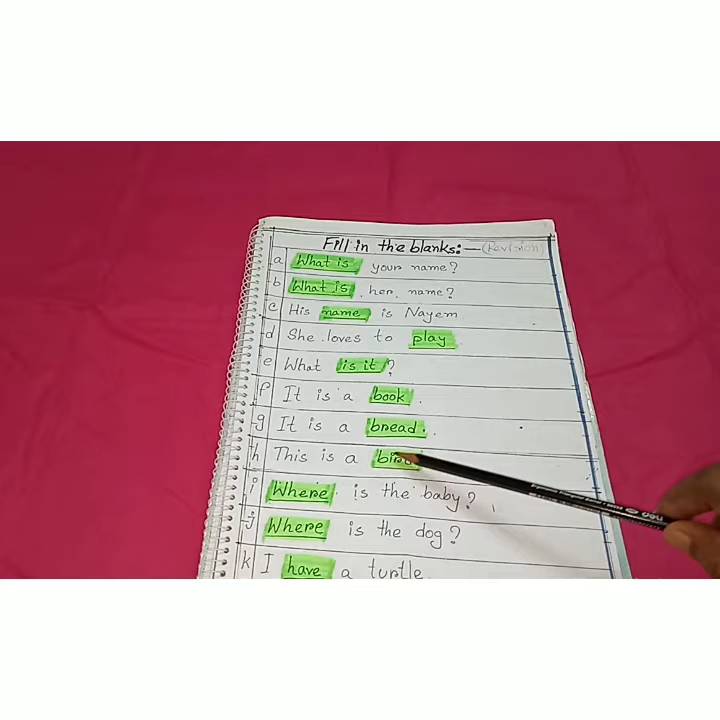 Fill in the blanks:— (Revision)
a What is your name?
b What is her name?
c His name is Nayem
d She loves to play.
e What is it?
f It is a book.
g It is a bread.
h This is a bird
i Where is the baby?
j Where is the dog?
k I have a turtle.